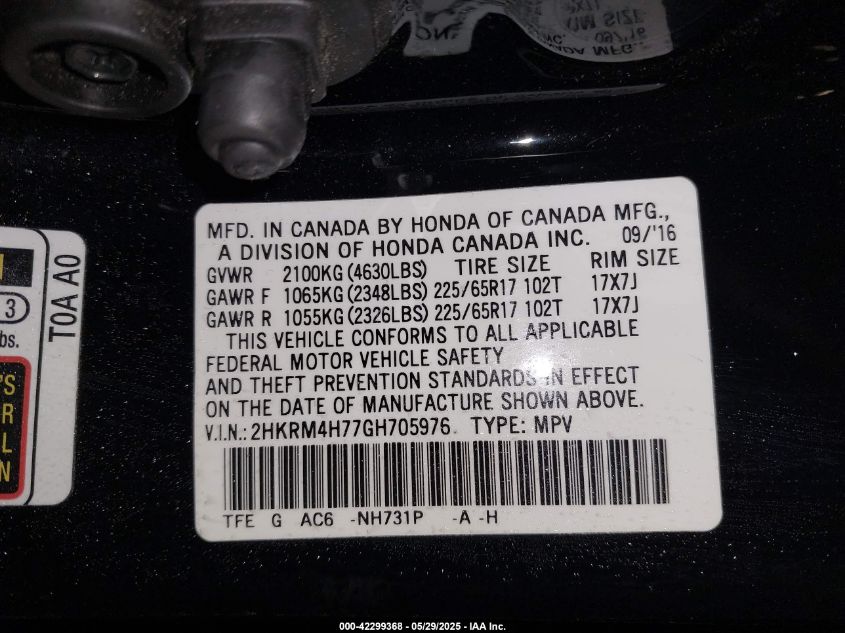 MFD. IN CANADA BY HONDA OF CANADA MFG.,
A DIVISION OF HONDA CANADA INC. 09/'16
GVWR 2100KG (4630LBS) TIRE SIZE RIM SIZE
GAWR F 1065KG (2348LBS) 225/65R17 102T 17X7J
GAWR R 1055KG (2326LBS) 225/65R17 102T 17X7J
THIS VEHICLE CONFORMS TO ALL APPLICABLE
FEDERAL MOTOR VEHICLE SAFETY
AND THEFT PREVENTION STANDARDS IN EFFECT
ON THE DATE OF MANUFACTURE SHOWN ABOVE.
V.I.N.: 2HKRM4H77GH705976 TYPE: MPV
TFE G AC6 -NH731P -A -H
T0A A0
3
bs.
'S
R
L
N
000-42299368 - 05/29/2025 - IAA Inc.